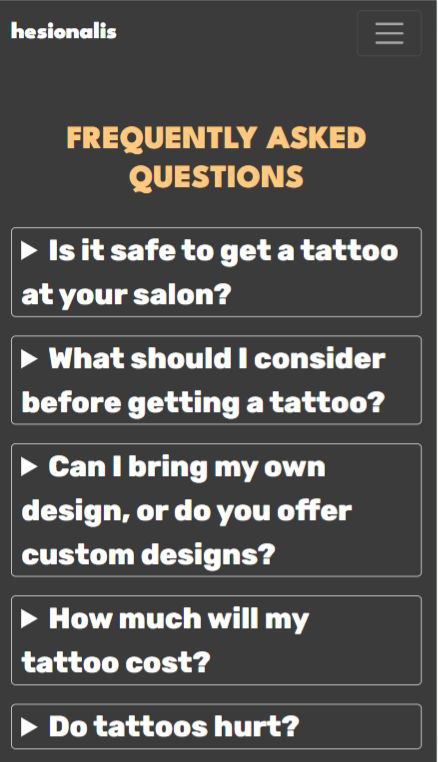 hesionalis
FREQUENTLY ASKED
QUESTIONS
Is it safe to get a tattoo
at your salon?
What should I consider
before getting a tattoo?
Can I bring my own
design, or do you offer
custom designs?
How much will my
tattoo cost?
Do tattoos hurt?